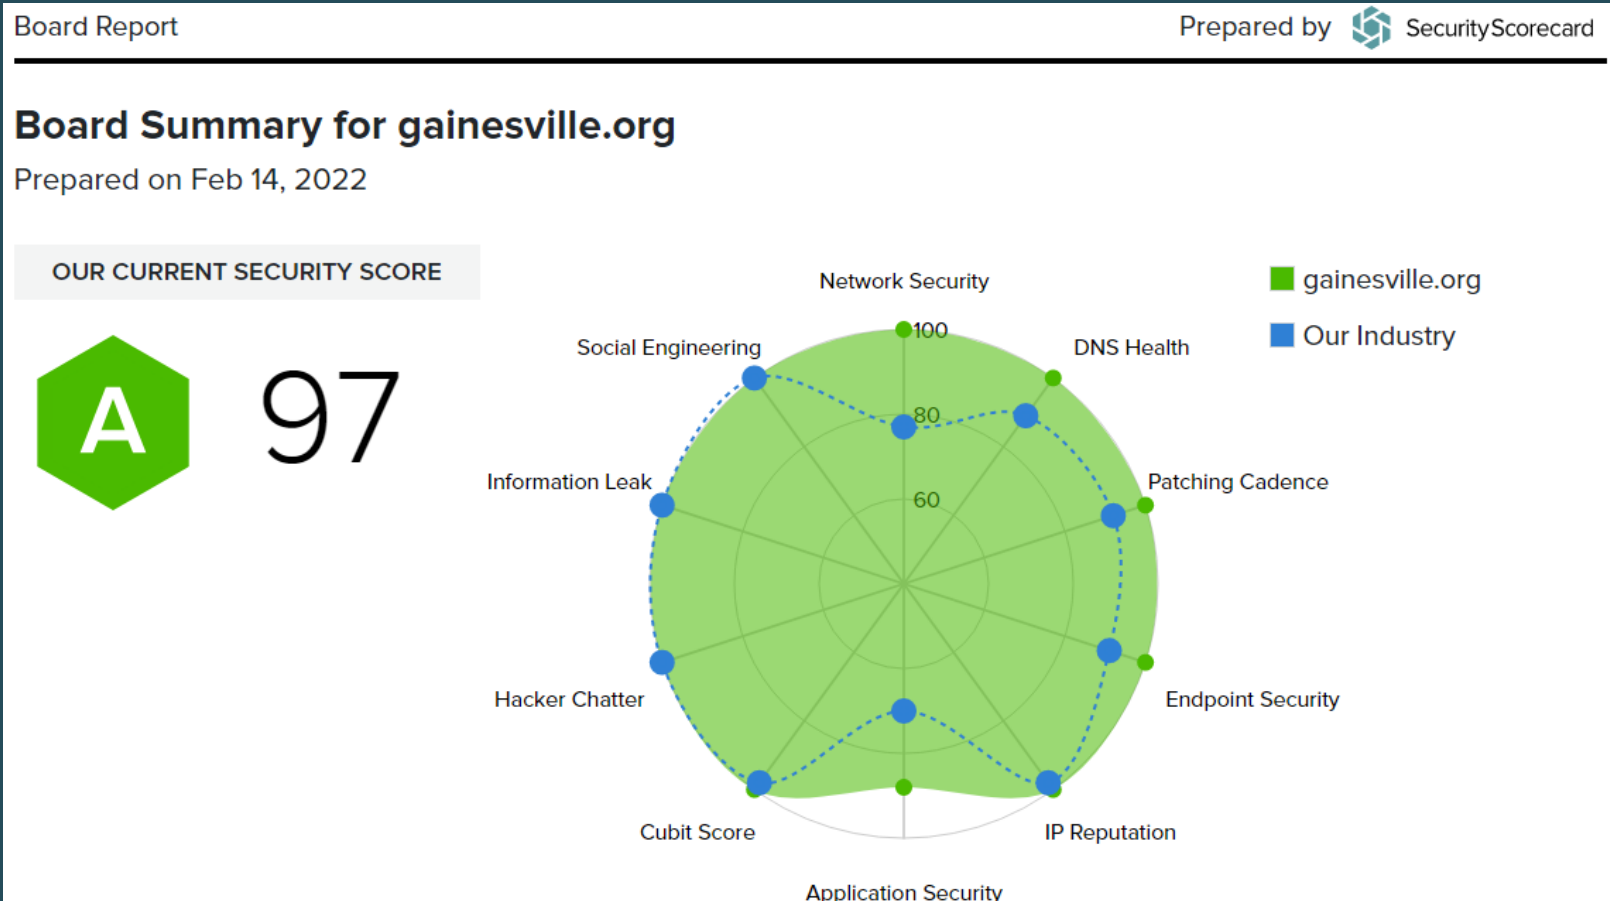 Board Report
Prepared by SecurityScorecard
Board Summary for gainesville.org
Prepared on Feb 14, 2022
OUR CURRENT SECURITY SCORE
A 97
gainesville.org
Our Industry
Network Security
DNS Health
Patching Cadence
Endpoint Security
IP Reputation
Application Security
Cubit Score
Hacker Chatter
Information Leak
Social Engineering
100
80
60